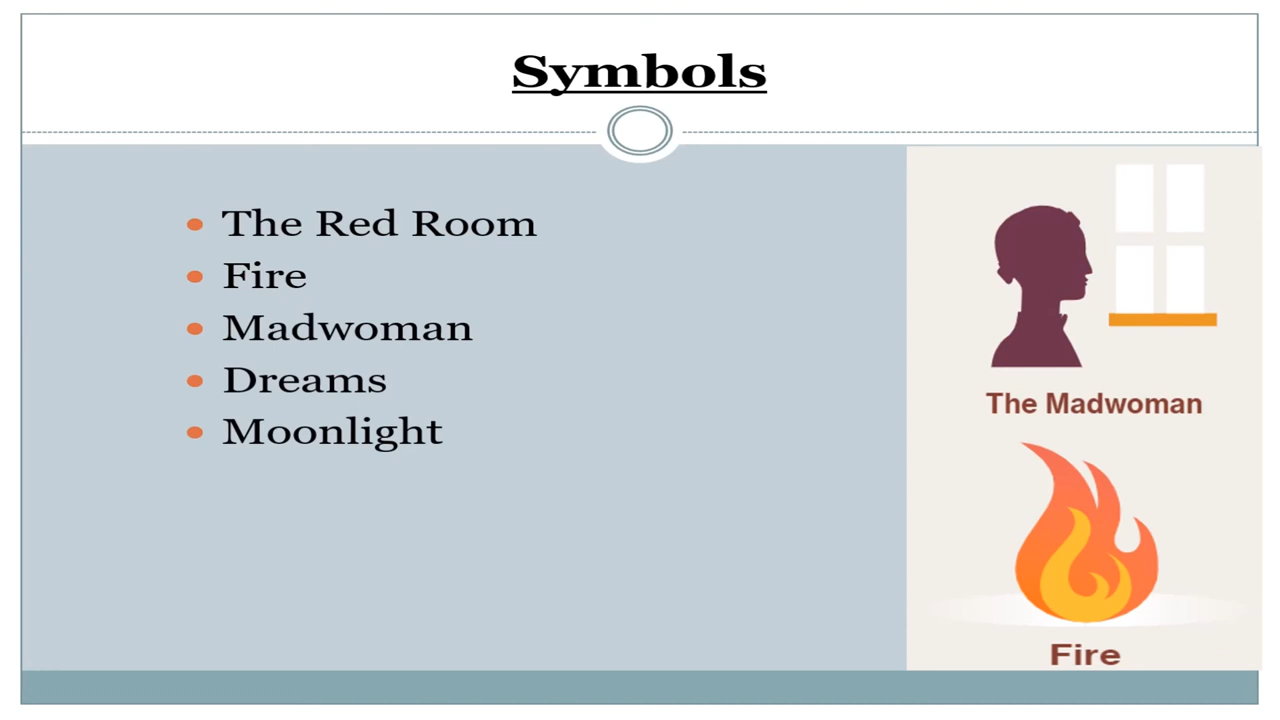 Symbols
The Red Room
Fire
Madwoman
Dreams
Moonlight
The Madwoman
Fire